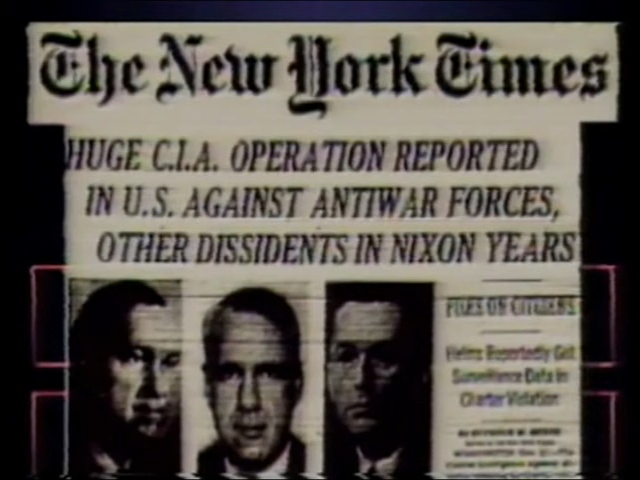 The New York Times
HUGE C.I.A. OPERATION REPORTED
IN U.S. AGAINST ANTIWAR FORCES,
OTHER DISSIDENTS IN NIXON YEARS
FILES ON CITIZENS
Helms Reportedly Got
Surveillance Data in
Charter Violation